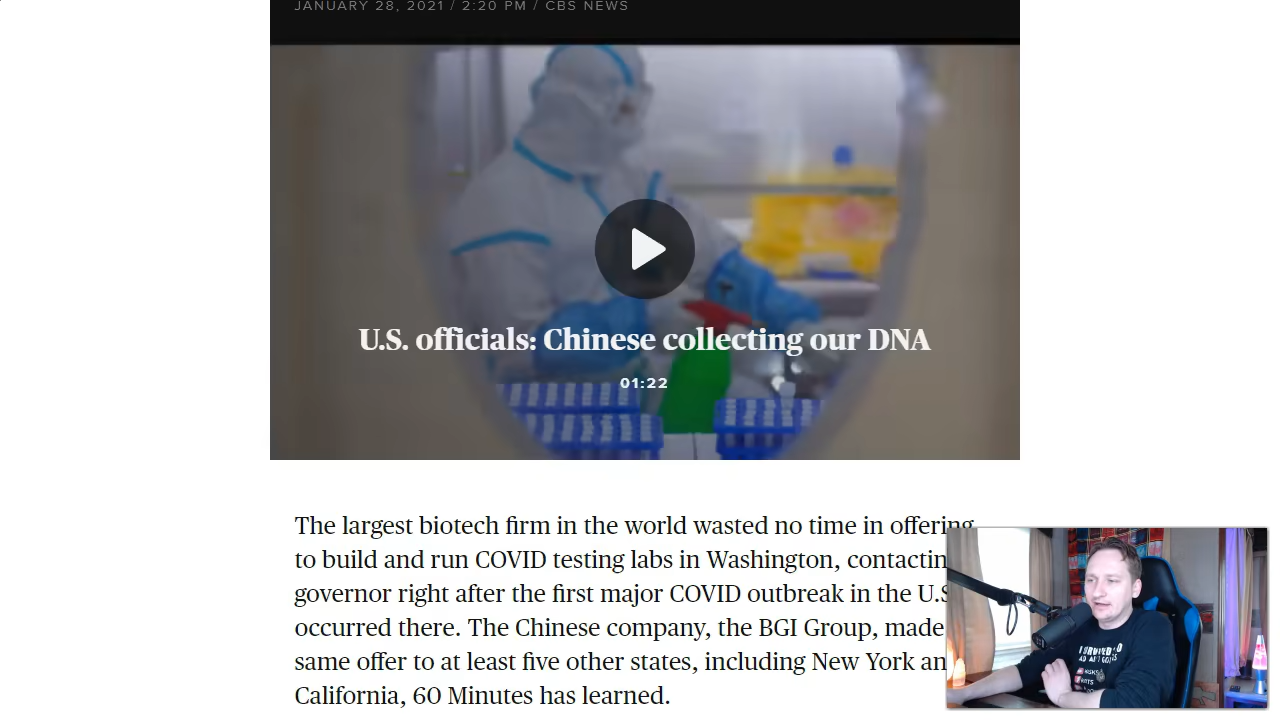 JANUARY 28, 2021 / 2:20 PM / CBS NEWS
U.S. officials: Chinese collecting our DNA
01:22
The largest biotech firm in the world wasted no time in offering
to build and run COVID testing labs in Washington, contactin
governor right after the first major COVID outbreak in the U.S
occurred there. The Chinese company, the BGI Group, made
same offer to at least five other states, including New York an
California, 60 Minutes has learned.
I SURVIVED